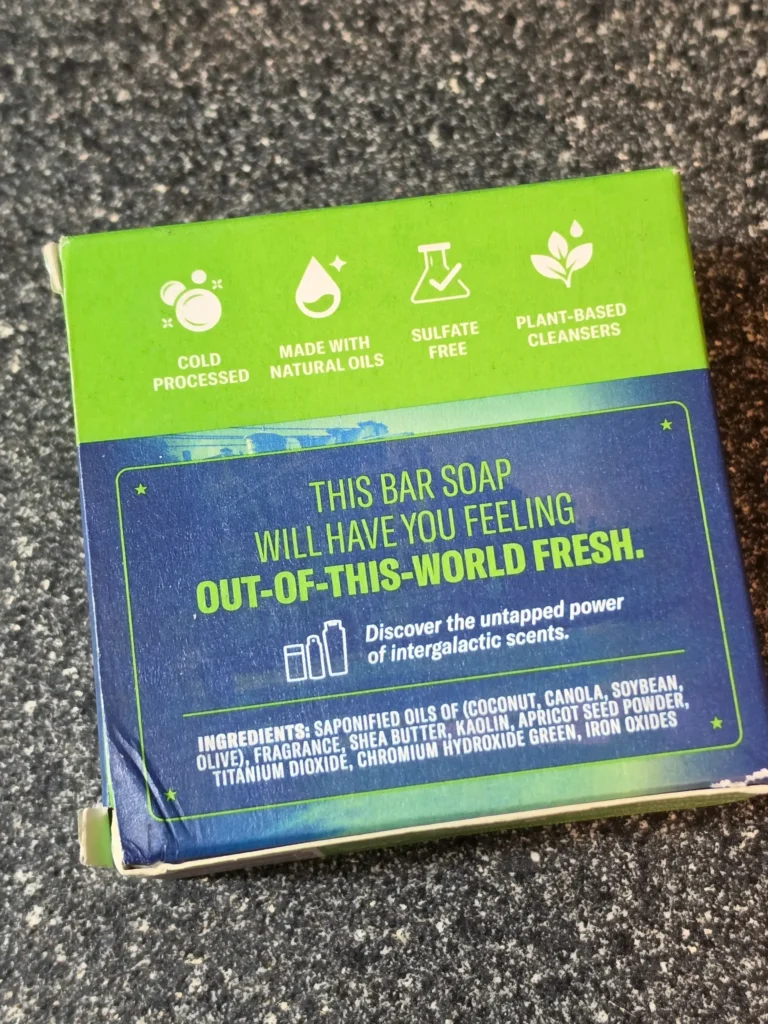 COLD
PROCESSED
MADE WITH
NATURAL OILS
SULFATE
FREE
PLANT-BASED
CLEANSERS
THIS BAR SOAP
WILL HAVE YOU FEELING
OUT-OF-THIS-WORLD FRESH.
Discover the untapped power
of intergalactic scents.
INGREDIENTS: SAPONIFIED OILS OF (COCONUT, CANOLA, SOYBEAN,
OLIVE), FRAGRANCE, SHEA BUTTER, KAOLIN, APRICOT SEED POWDER,
TITANIUM DIOXIDE, CHROMIUM HYDROXIDE GREEN, IRON OXIDES